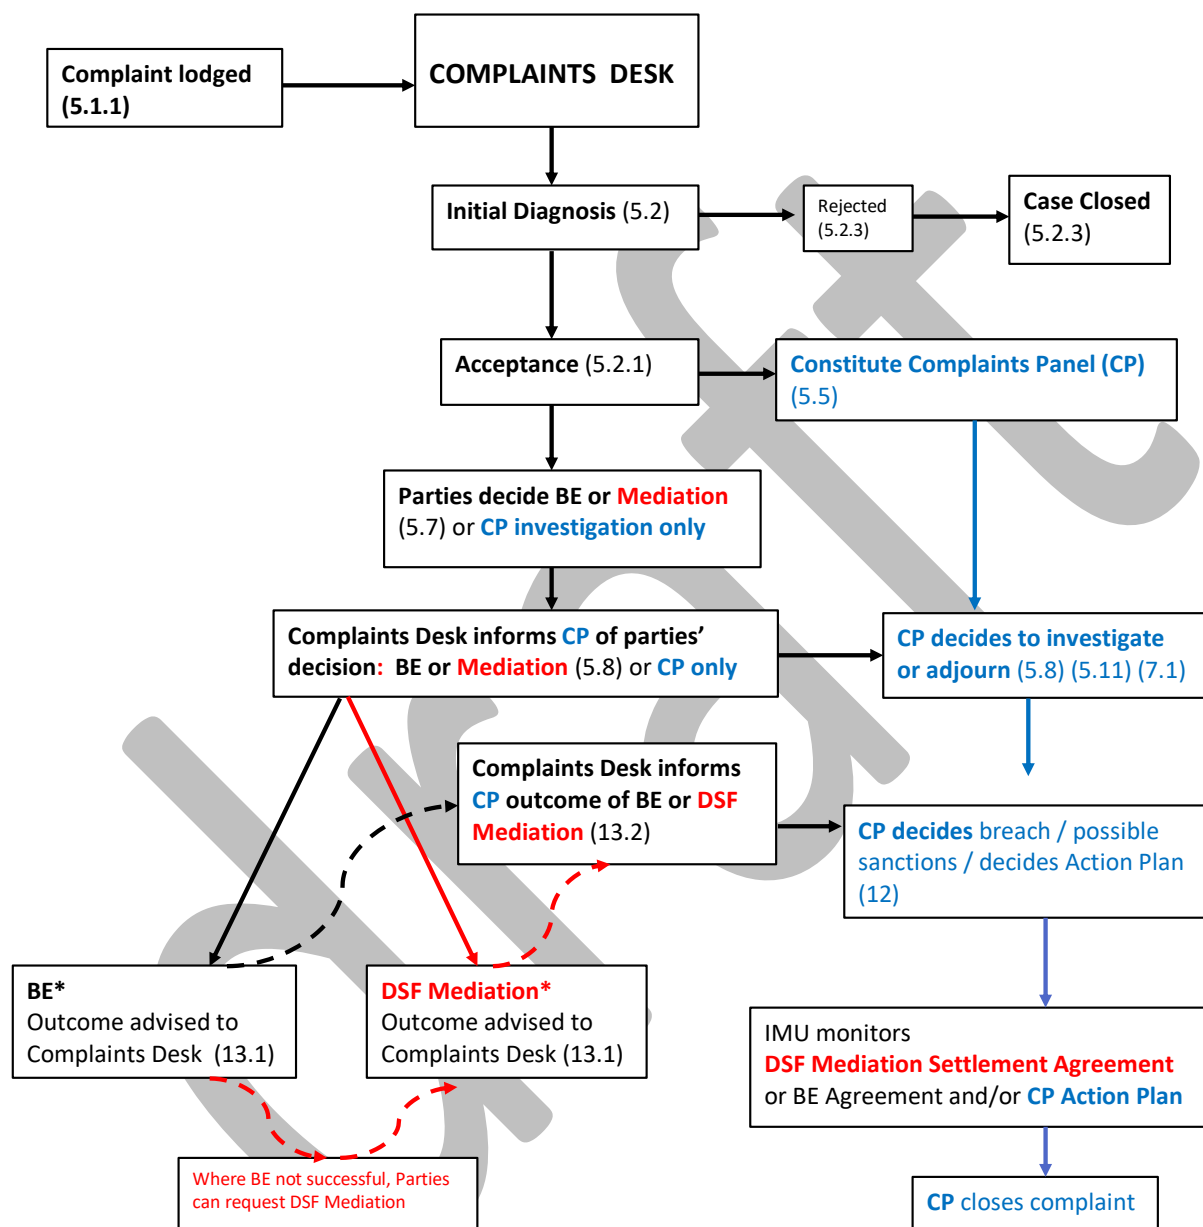 Complaint lodged
(5.1.1)
COMPLAINTS DESK
Initial Diagnosis (5.2)
Rejected
(5.2.3)
Case Closed
(5.2.3)
Acceptance (5.2.1)
Constitute Complaints Panel (CP)
(5.5)
Parties decide BE or Mediation
(5.7) or CP investigation only
Complaints Desk informs CP of parties’
decision: BE or Mediation (5.8) or CP only
CP decides to investigate
or adjourn (5.8) (5.11) (7.1)
Complaints Desk informs
CP outcome of BE or DSF
Mediation (13.2)
CP decides breach / possible
sanctions / decides Action Plan
(12)
BE*
Outcome advised to
Complaints Desk (13.1)
DSF Mediation*
Outcome advised to
Complaints Desk (13.1)
IMU monitors
DSF Mediation Settlement Agreement
or BE Agreement and/or CP Action Plan
Where BE not successful, Parties
can request DSF Mediation
CP closes complaint
draft